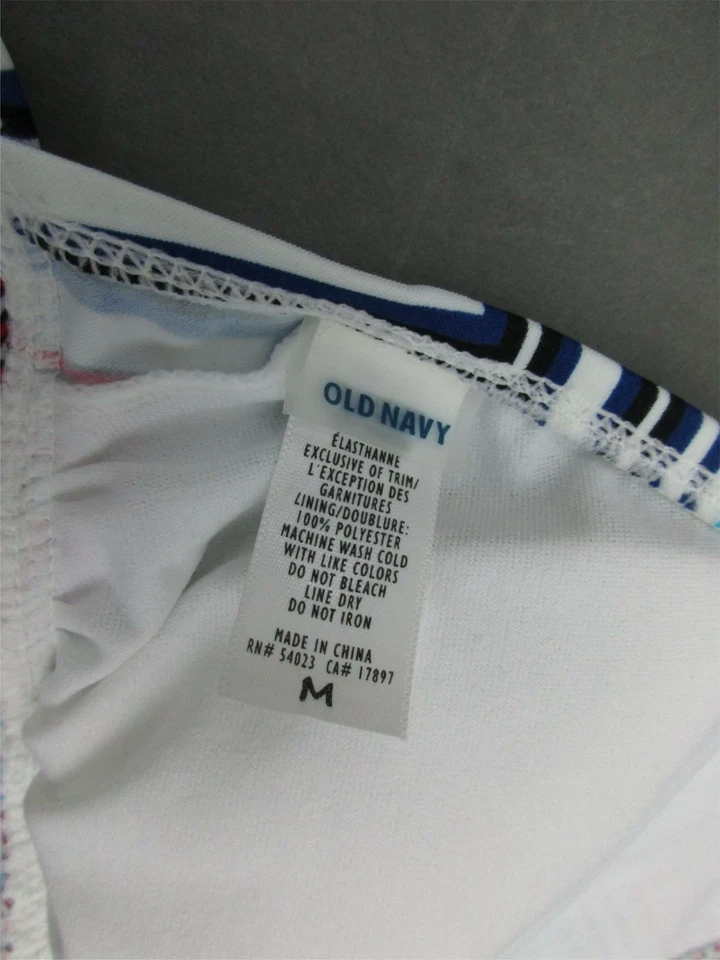 OLD NAVY
ÉLASTHANNE
EXCLUSIVE OF TRIM/
L'EXCEPTION DES
GARNITURES
LINING/DOUBLURE:
100% POLYESTER
MACHINE WASH COLD
WITH LIKE COLORS
DO NOT BLEACH
LINE DRY
DO NOT IRON
MADE IN CHINA
RN# 54023 CA# 17897
M